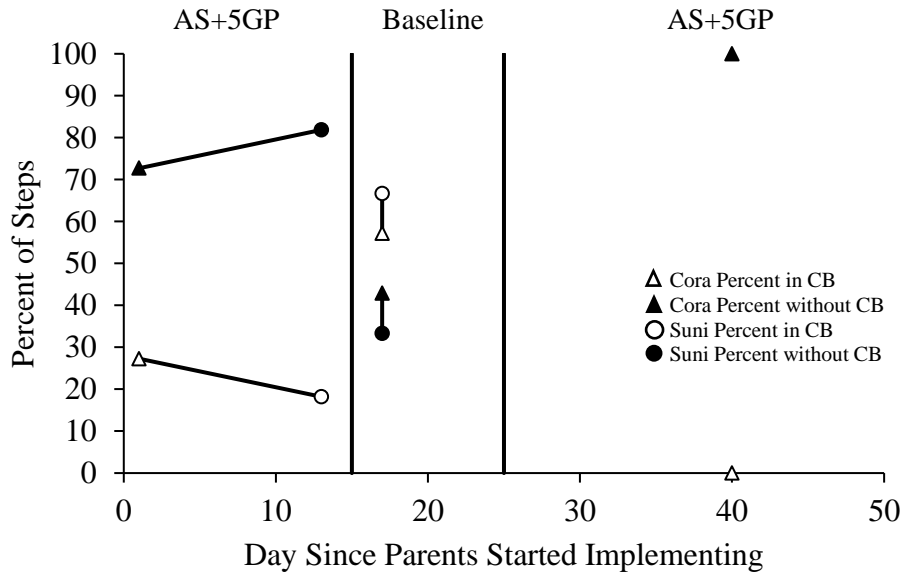 AS+5GP Baseline AS+5GP
100
90
80
70
60
50
40
30
20
10
0
Percent of Steps
Cora Percent in CB
Cora Percent without CB
Suni Percent in CB
Suni Percent without CB
0 10 20 30 40 50
Day Since Parents Started Implementing